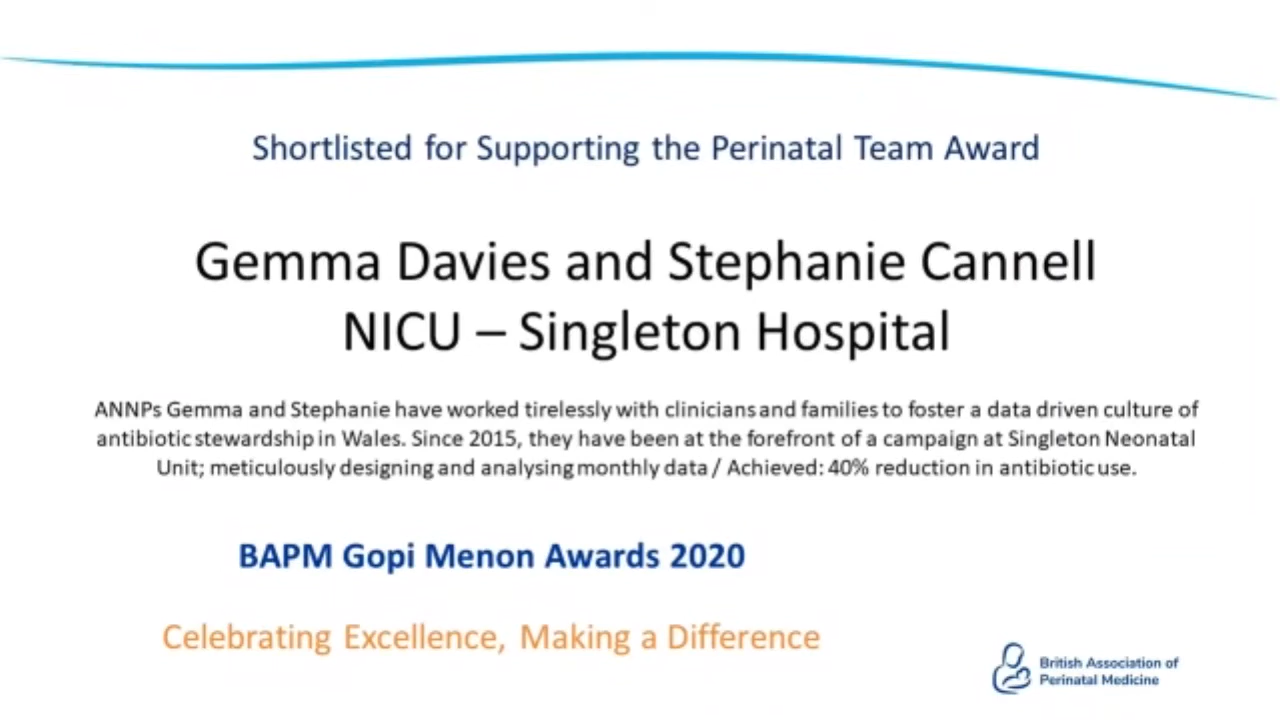 Shortlisted for Supporting the Perinatal Team Award
Gemma Davies and Stephanie Cannell
NICU – Singleton Hospital
ANNPs Gemma and Stephanie have worked tirelessly with clinicians and families to foster a data driven culture of
antibiotic stewardship in Wales. Since 2015, they have been at the forefront of a campaign at Singleton Neonatal
Unit; meticulously designing and analysing monthly data / Achieved: 40% reduction in antibiotic use.
BAPM Gopi Menon Awards 2020
Celebrating Excellence, Making a Difference
British Association of
Perinatal Medicine